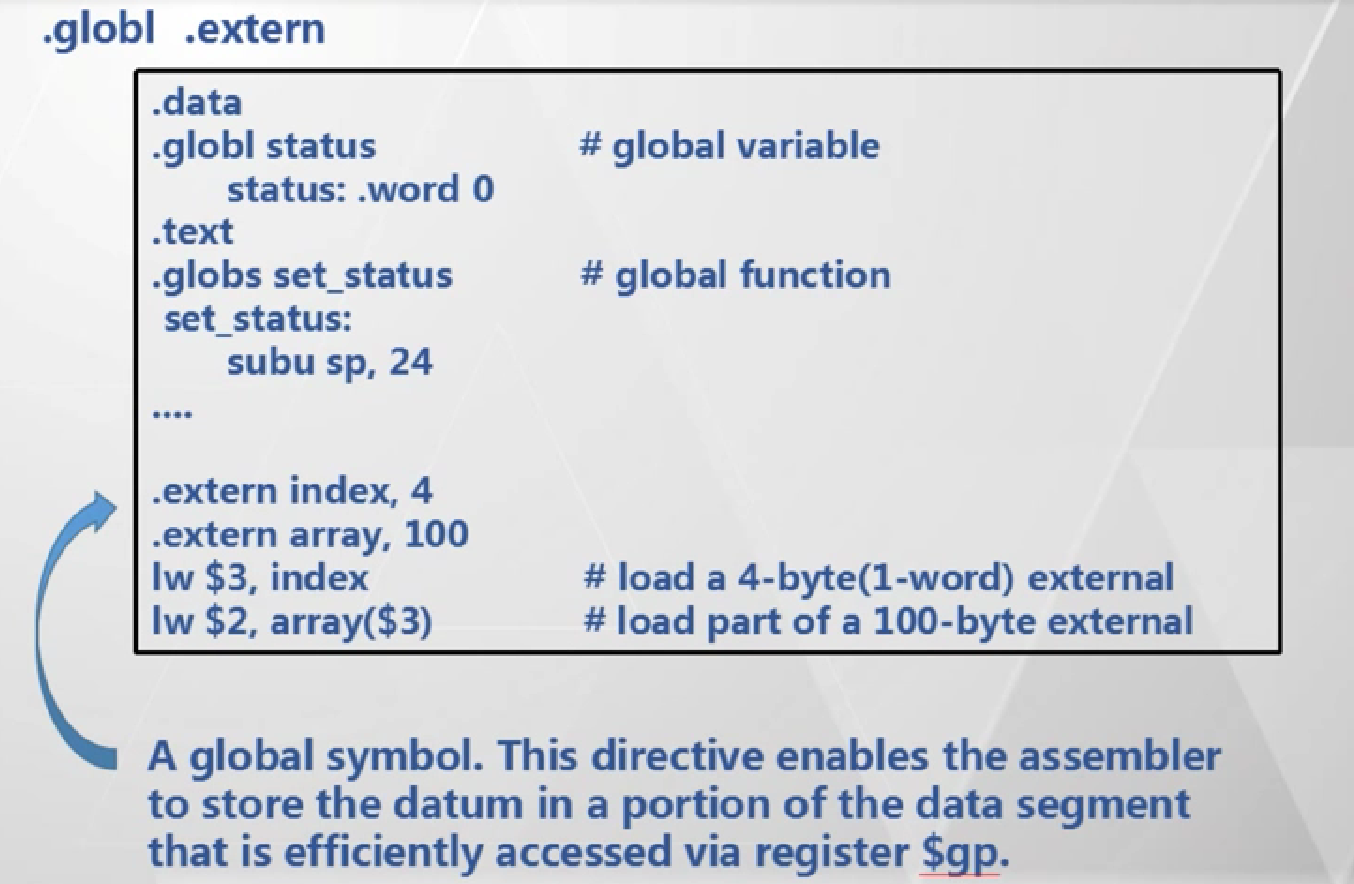 .globl .extern
.data
.globl status # global variable
status: .word 0
.text
.globs set_status # global function
set_status:
subu sp, 24
....
.extern index, 4
.extern array, 100
lw $3, index # load a 4-byte(1-word) external
lw $2, array($3) # load part of a 100-byte external
A global symbol. This directive enables the assembler
to store the datum in a portion of the data segment
that is efficiently accessed via register $gp.